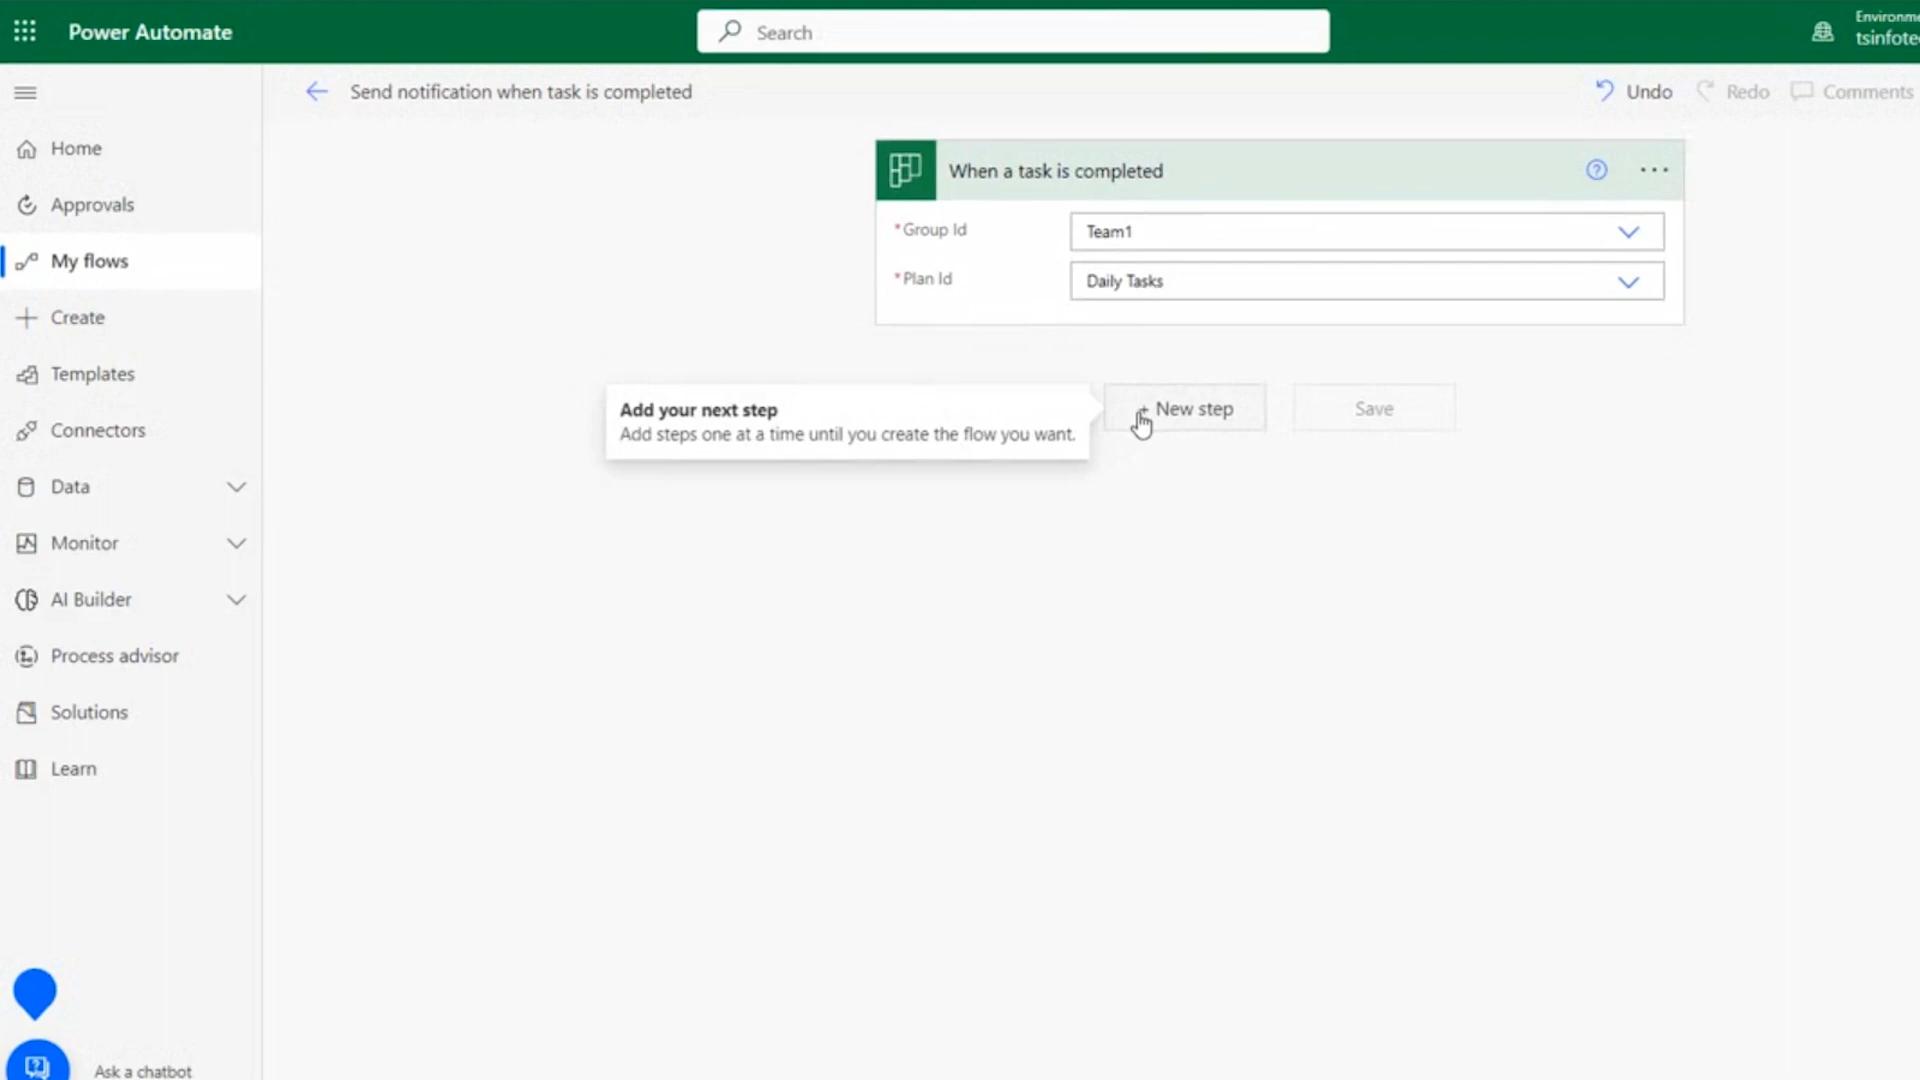 Power Automate
Search
Environme
tsinfotec
Send notification when task is completed
Undo
Redo
Comments
Home
Approvals
My flows
Create
Templates
Connectors
Data
Monitor
AI Builder
Process advisor
Solutions
Learn
Ask a chatbot
When a task is completed
*Group Id
Team1
*Plan Id
Daily Tasks
Add your next step
Add steps one at a time until you create the flow you want.
+ New step
Save